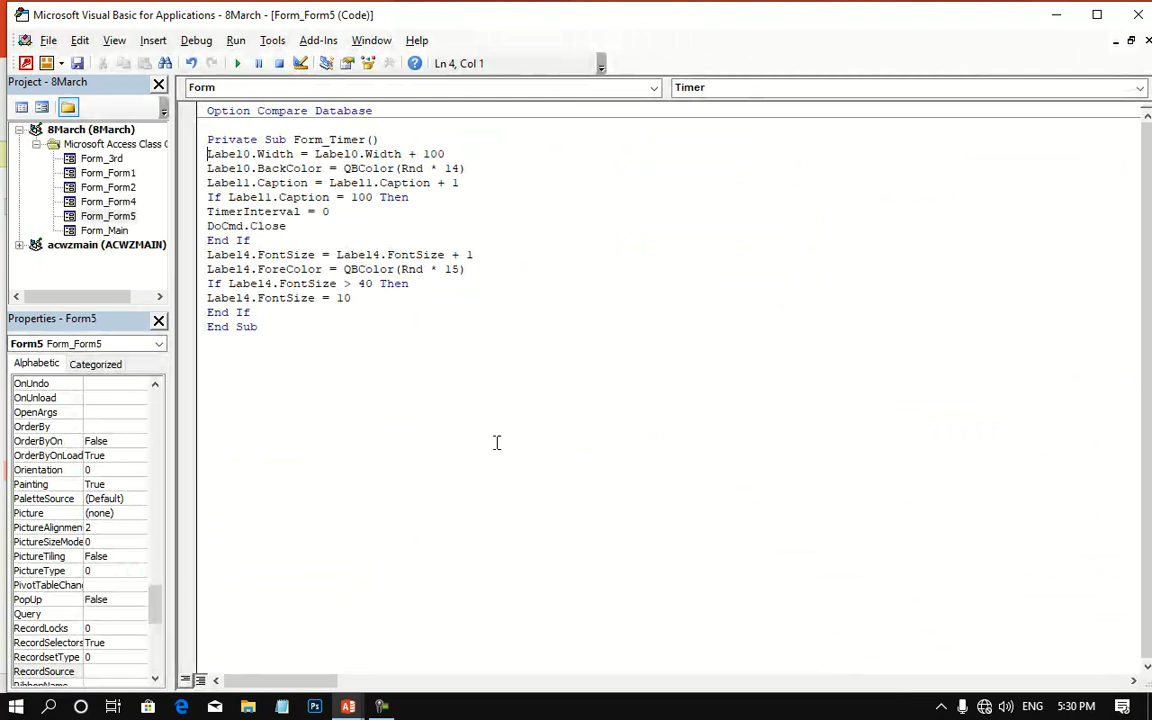 Microsoft Visual Basic for Applications - 8March - [Form_Form5 (Code)]
File Edit View Insert Debug Run Tools Add-Ins Window Help
Ln 4, Col 1
Project - 8March
8March (8March)
Microsoft Access Class O
Form_3rd
Form_Form1
Form_Form2
Form_Form4
Form_Form5
Form_Main
acwzmain (ACWZMAIN)
Properties - Form5
Form5 Form_Form5
Alphabetic Categorized
OnUndo
OnUnload
OpenArgs
OrderBy
OrderByOn False
OrderByOnLoad True
Orientation 0
Painting True
PaletteSource (Default)
Picture (none)
PictureAlignmen 2
PictureSizeMode 0
PictureTiling False
PictureType 0
PivotTableChan
PopUp False
Query
RecordLocks 0
RecordSelectors True
RecordsetType 0
RecordSource
Form Timer
Option Compare Database
Private Sub Form_Timer()
Label0.Width = Label0.Width + 100
Label0.BackColor = QBColor(Rnd * 14)
Label1.Caption = Label1.Caption + 1
If Label1.Caption = 100 Then
TimerInterval = 0
DoCmd.Close
End If
Label4.FontSize = Label4.FontSize + 1
Label4.ForeColor = QBColor(Rnd * 15)
If Label4.FontSize > 40 Then
Label4.FontSize = 10
End If
End Sub
ENG 5:30 PM